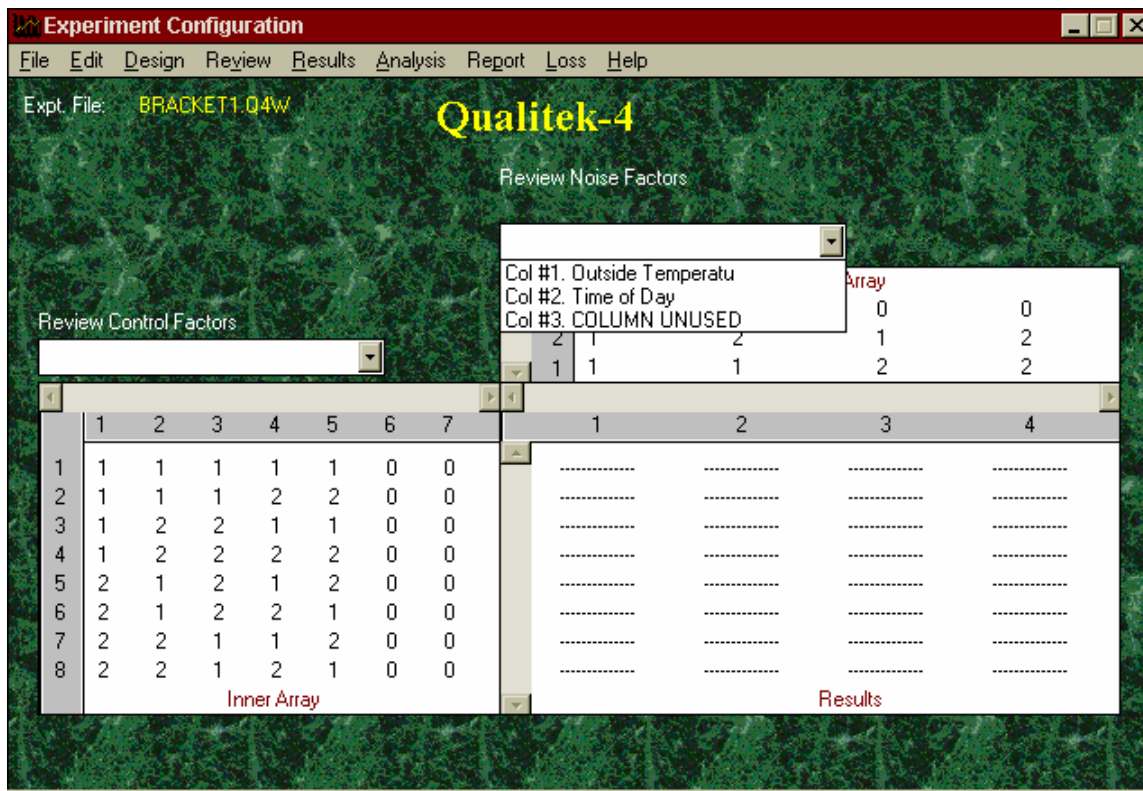 Experiment Configuration
File Edit Design Review Results Analysis Report Loss Help
Expt. File: BRACKET1.Q4W
Qualitek-4
Review Noise Factors
Col #1. Outside Temperatu
Col #2. Time of Day
Col #3. COLUMN UNUSED
Array
0 0
2 1 2 1 2
1 1 1 2 2
Review Control Factors
1 2 3 4 5 6 7
1 1 1 1 1 1 0 0
2 1 1 1 2 2 0 0
3 1 2 2 1 1 0 0
4 1 2 2 2 2 0 0
5 2 1 2 1 2 0 0
6 2 1 2 2 1 0 0
7 2 2 1 1 2 0 0
8 2 2 1 2 1 0 0
Inner Array
1 2 3 4
------------- ------------- ------------- -------------
------------- ------------- ------------- -------------
------------- ------------- ------------- -------------
------------- ------------- ------------- -------------
------------- ------------- ------------- -------------
------------- ------------- ------------- -------------
------------- ------------- ------------- -------------
------------- ------------- ------------- -------------
Results